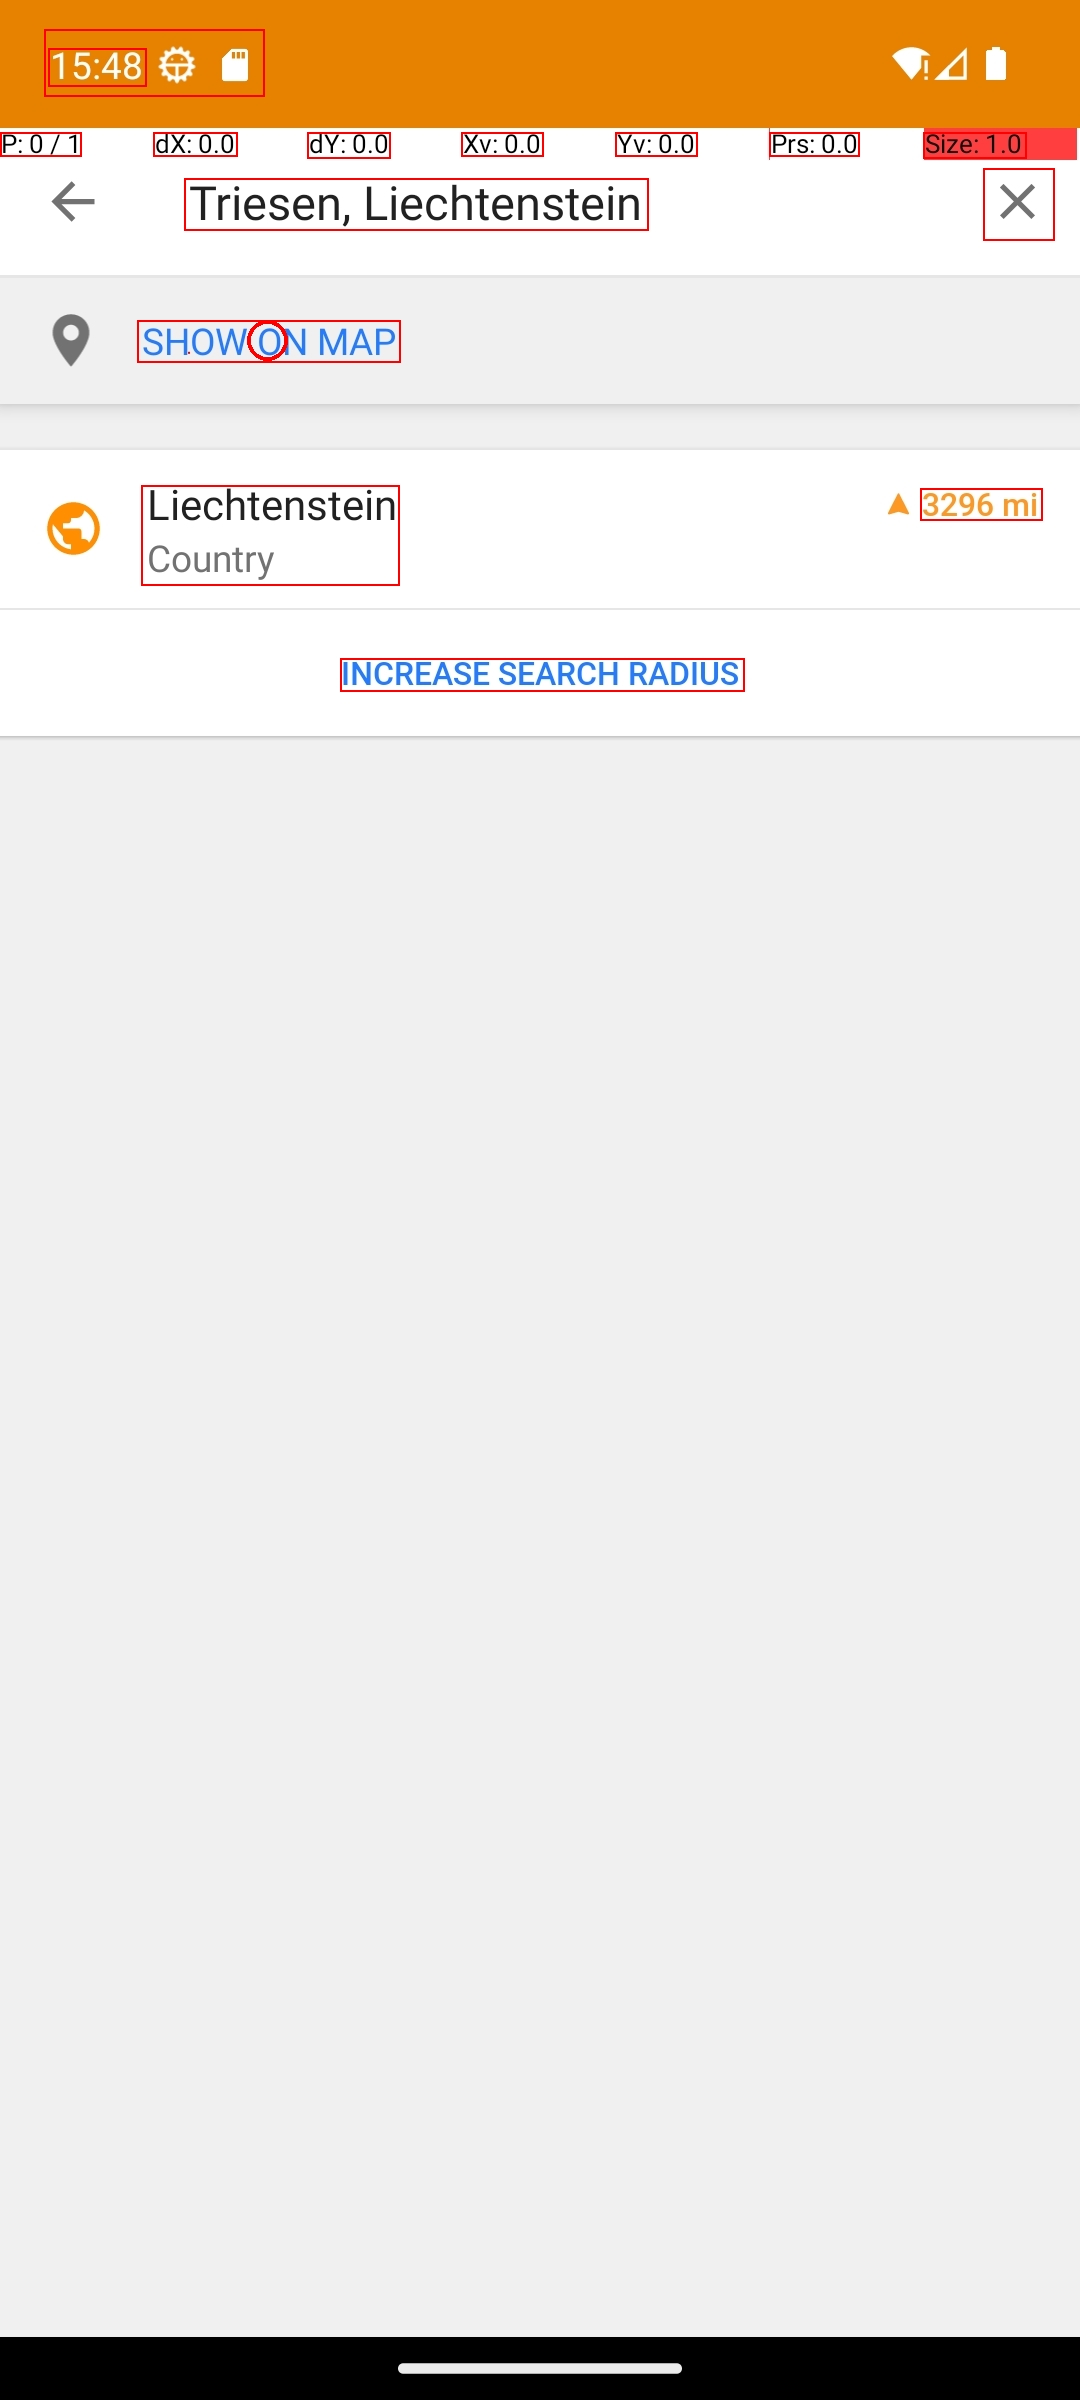 15:48
P: 0 / 1 dX: 0.0 dY: 0.0 Xv: 0.0 Yv: 0.0 Prs: 0.0 Size: 1.0
Triesen, Liechtenstein
SHOW ON MAP
Liechtenstein 3296 mi
Country
INCREASE SEARCH RADIUS